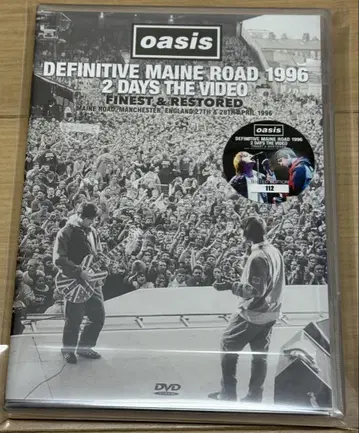 oasis
DEFINITIVE MAINE ROAD 1996
2 DAYS THE VIDEO
FINEST & RESTORED
MAINE ROAD, MANCHESTER, ENGLAND 27TH & 28TH APRIL 1996
oasis
DEFINITIVE MAINE ROAD 1996
2 DAYS THE VIDEO
112
DVD